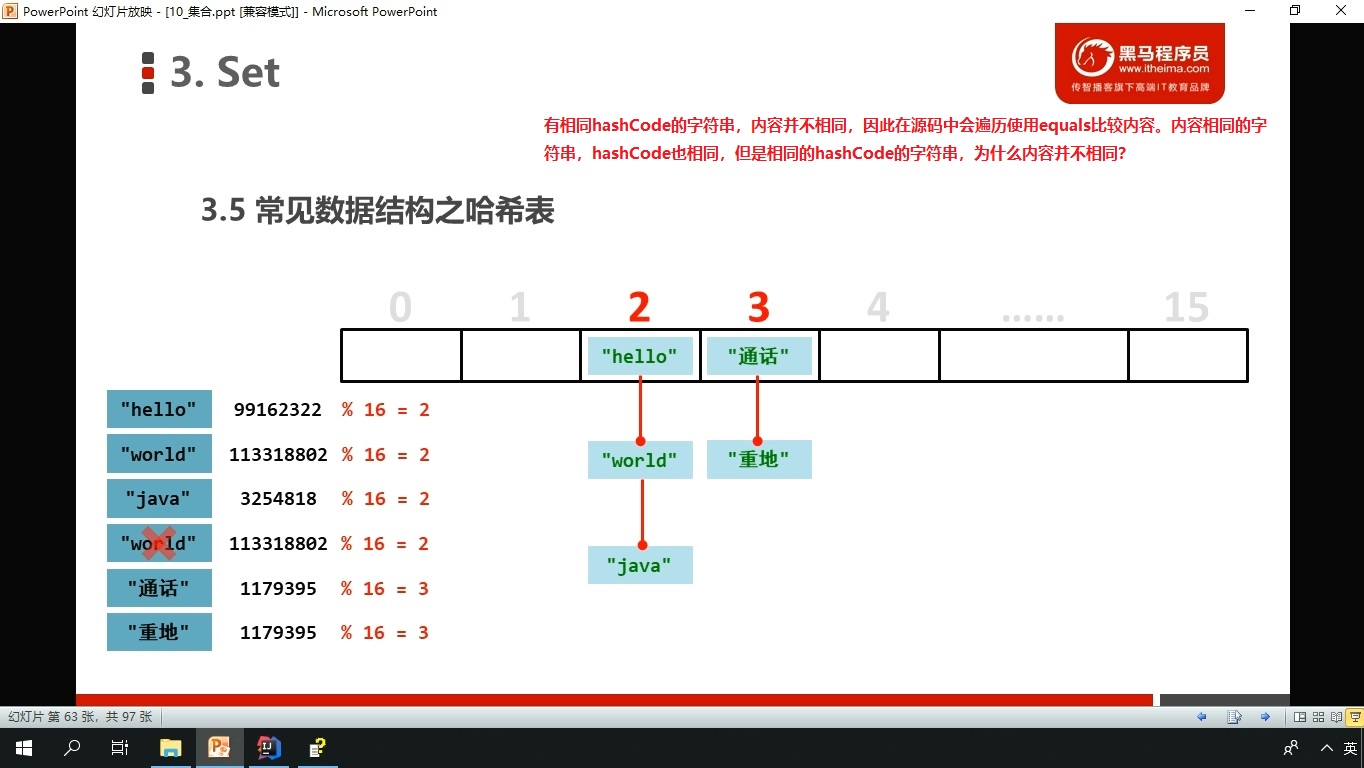 PowerPoint 幻灯片放映 - [10_集合.ppt [兼容模式]] - Microsoft PowerPoint
3. Set
黑马程序员
www.itheima.com
传智播客旗下高端IT教育品牌
有相同hashCode的字符串，内容并不相同，因此在源码中会遍历使用equals比较内容。内容相同的字
符串，hashCode也相同，但是相同的hashCode的字符串，为什么内容并不相同?
3.5 常见数据结构之哈希表
0 1 2 3 4 …… 15
"hello" "通话"
"hello" 99162322 % 16 = 2
"world" 113318802 % 16 = 2 "world" "重地"
"java" 3254818 % 16 = 2
"world" 113318802 % 16 = 2
"java"
"通话" 1179395 % 16 = 3
"重地" 1179395 % 16 = 3
幻灯片 第 63 张，共 97 张
英